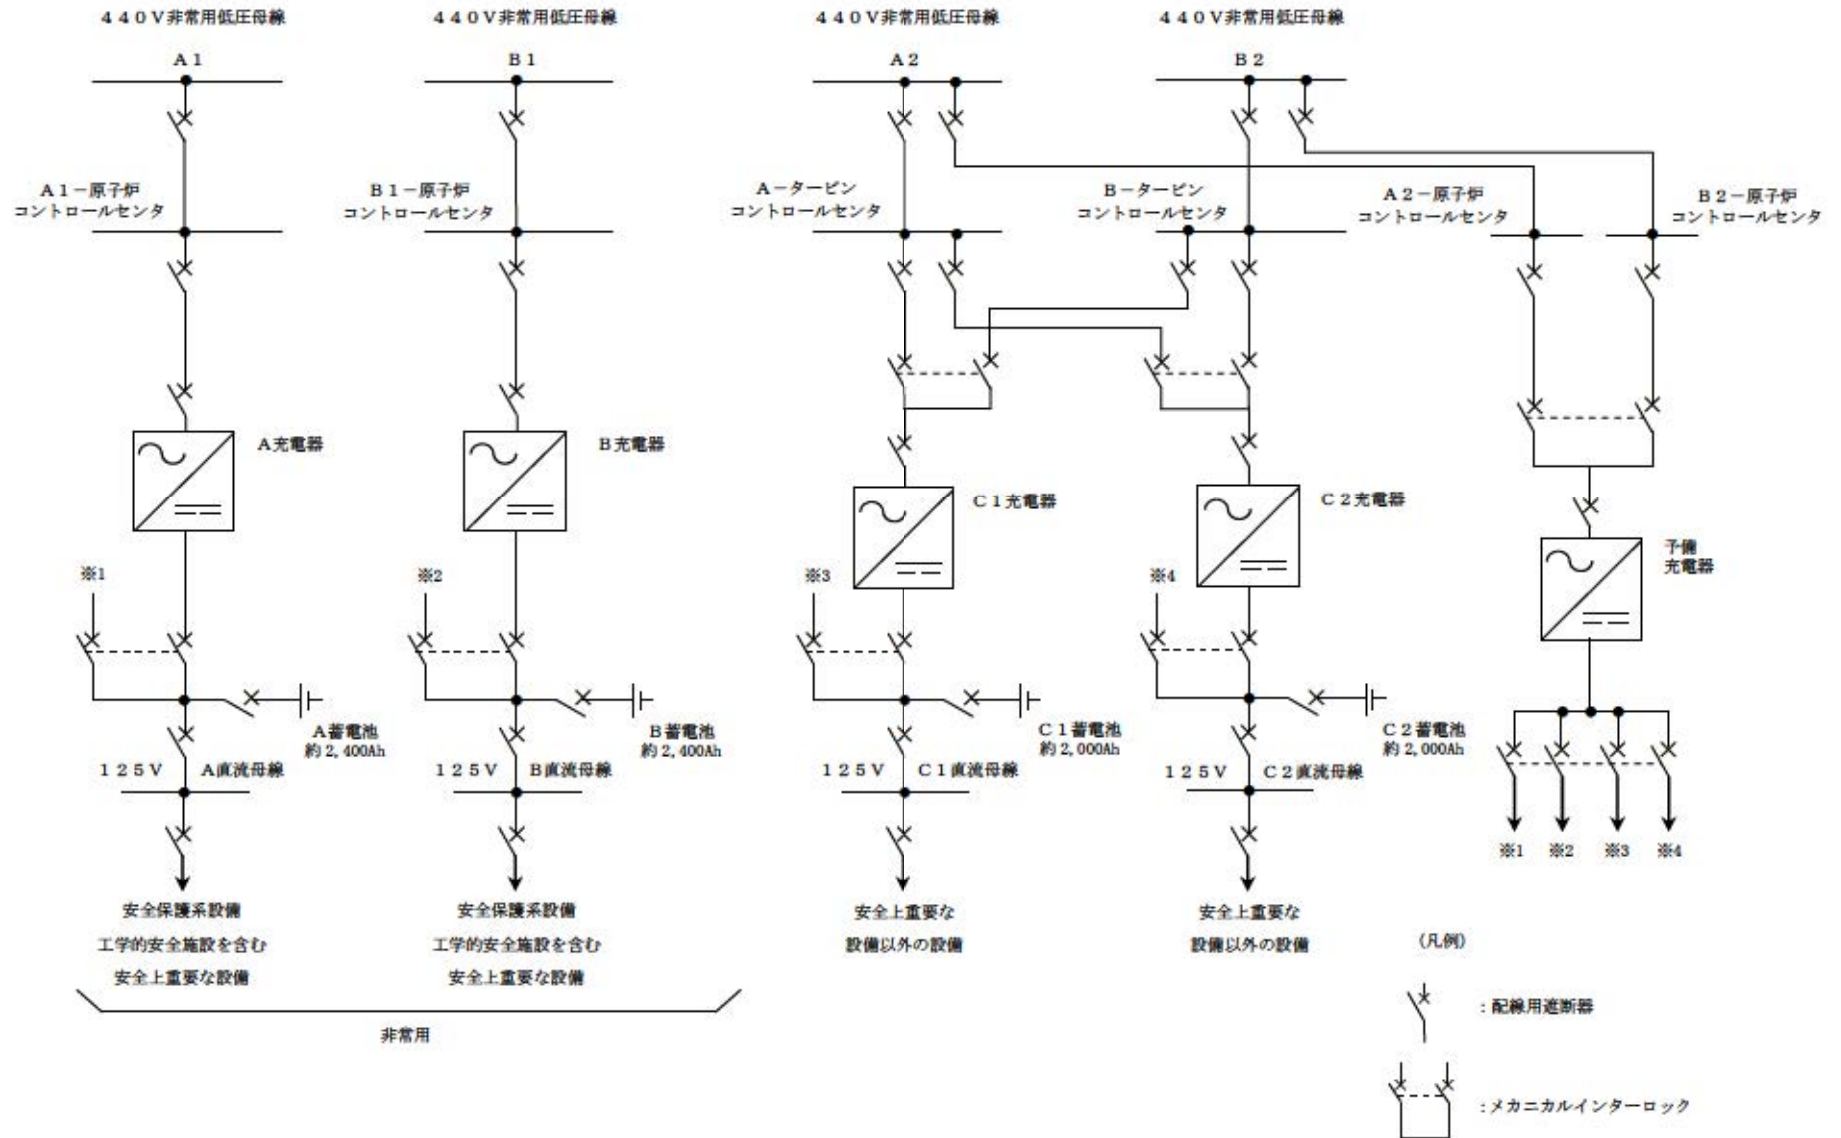 ４４０Ｖ非常用低圧母線
Ａ１
４４０Ｖ非常用低圧母線
Ｂ１
４４０Ｖ非常用低圧母線
Ａ２
４４０Ｖ非常用低圧母線
Ｂ２
Ａ１－原子炉
コントロールセンタ
Ｂ１－原子炉
コントロールセンタ
Ａ－タービン
コントロールセンタ
Ｂ－タービン
コントロールセンタ
Ａ２－原子炉
コントロールセンタ
Ｂ２－原子炉
コントロールセンタ
Ａ充電器
Ｂ充電器
Ｃ１充電器
Ｃ２充電器
予備
充電器
※1
※2
※3
※4
Ａ蓄電池
約2,400Ah
Ｂ蓄電池
約2,400Ah
Ｃ１蓄電池
約2,000Ah
Ｃ２蓄電池
約2,000Ah
１２５Ｖ Ａ直流母線
１２５Ｖ Ｂ直流母線
１２５Ｖ Ｃ１直流母線
１２５Ｖ Ｃ２直流母線
※1 ※2 ※3 ※4
安全保護系設備
工学的安全施設を含む
安全上重要な設備
安全保護系設備
工学的安全施設を含む
安全上重要な設備
安全上重要な
設備以外の設備
安全上重要な
設備以外の設備
非常用
（凡例）
：配線用遮断器
：メカニカルインターロック